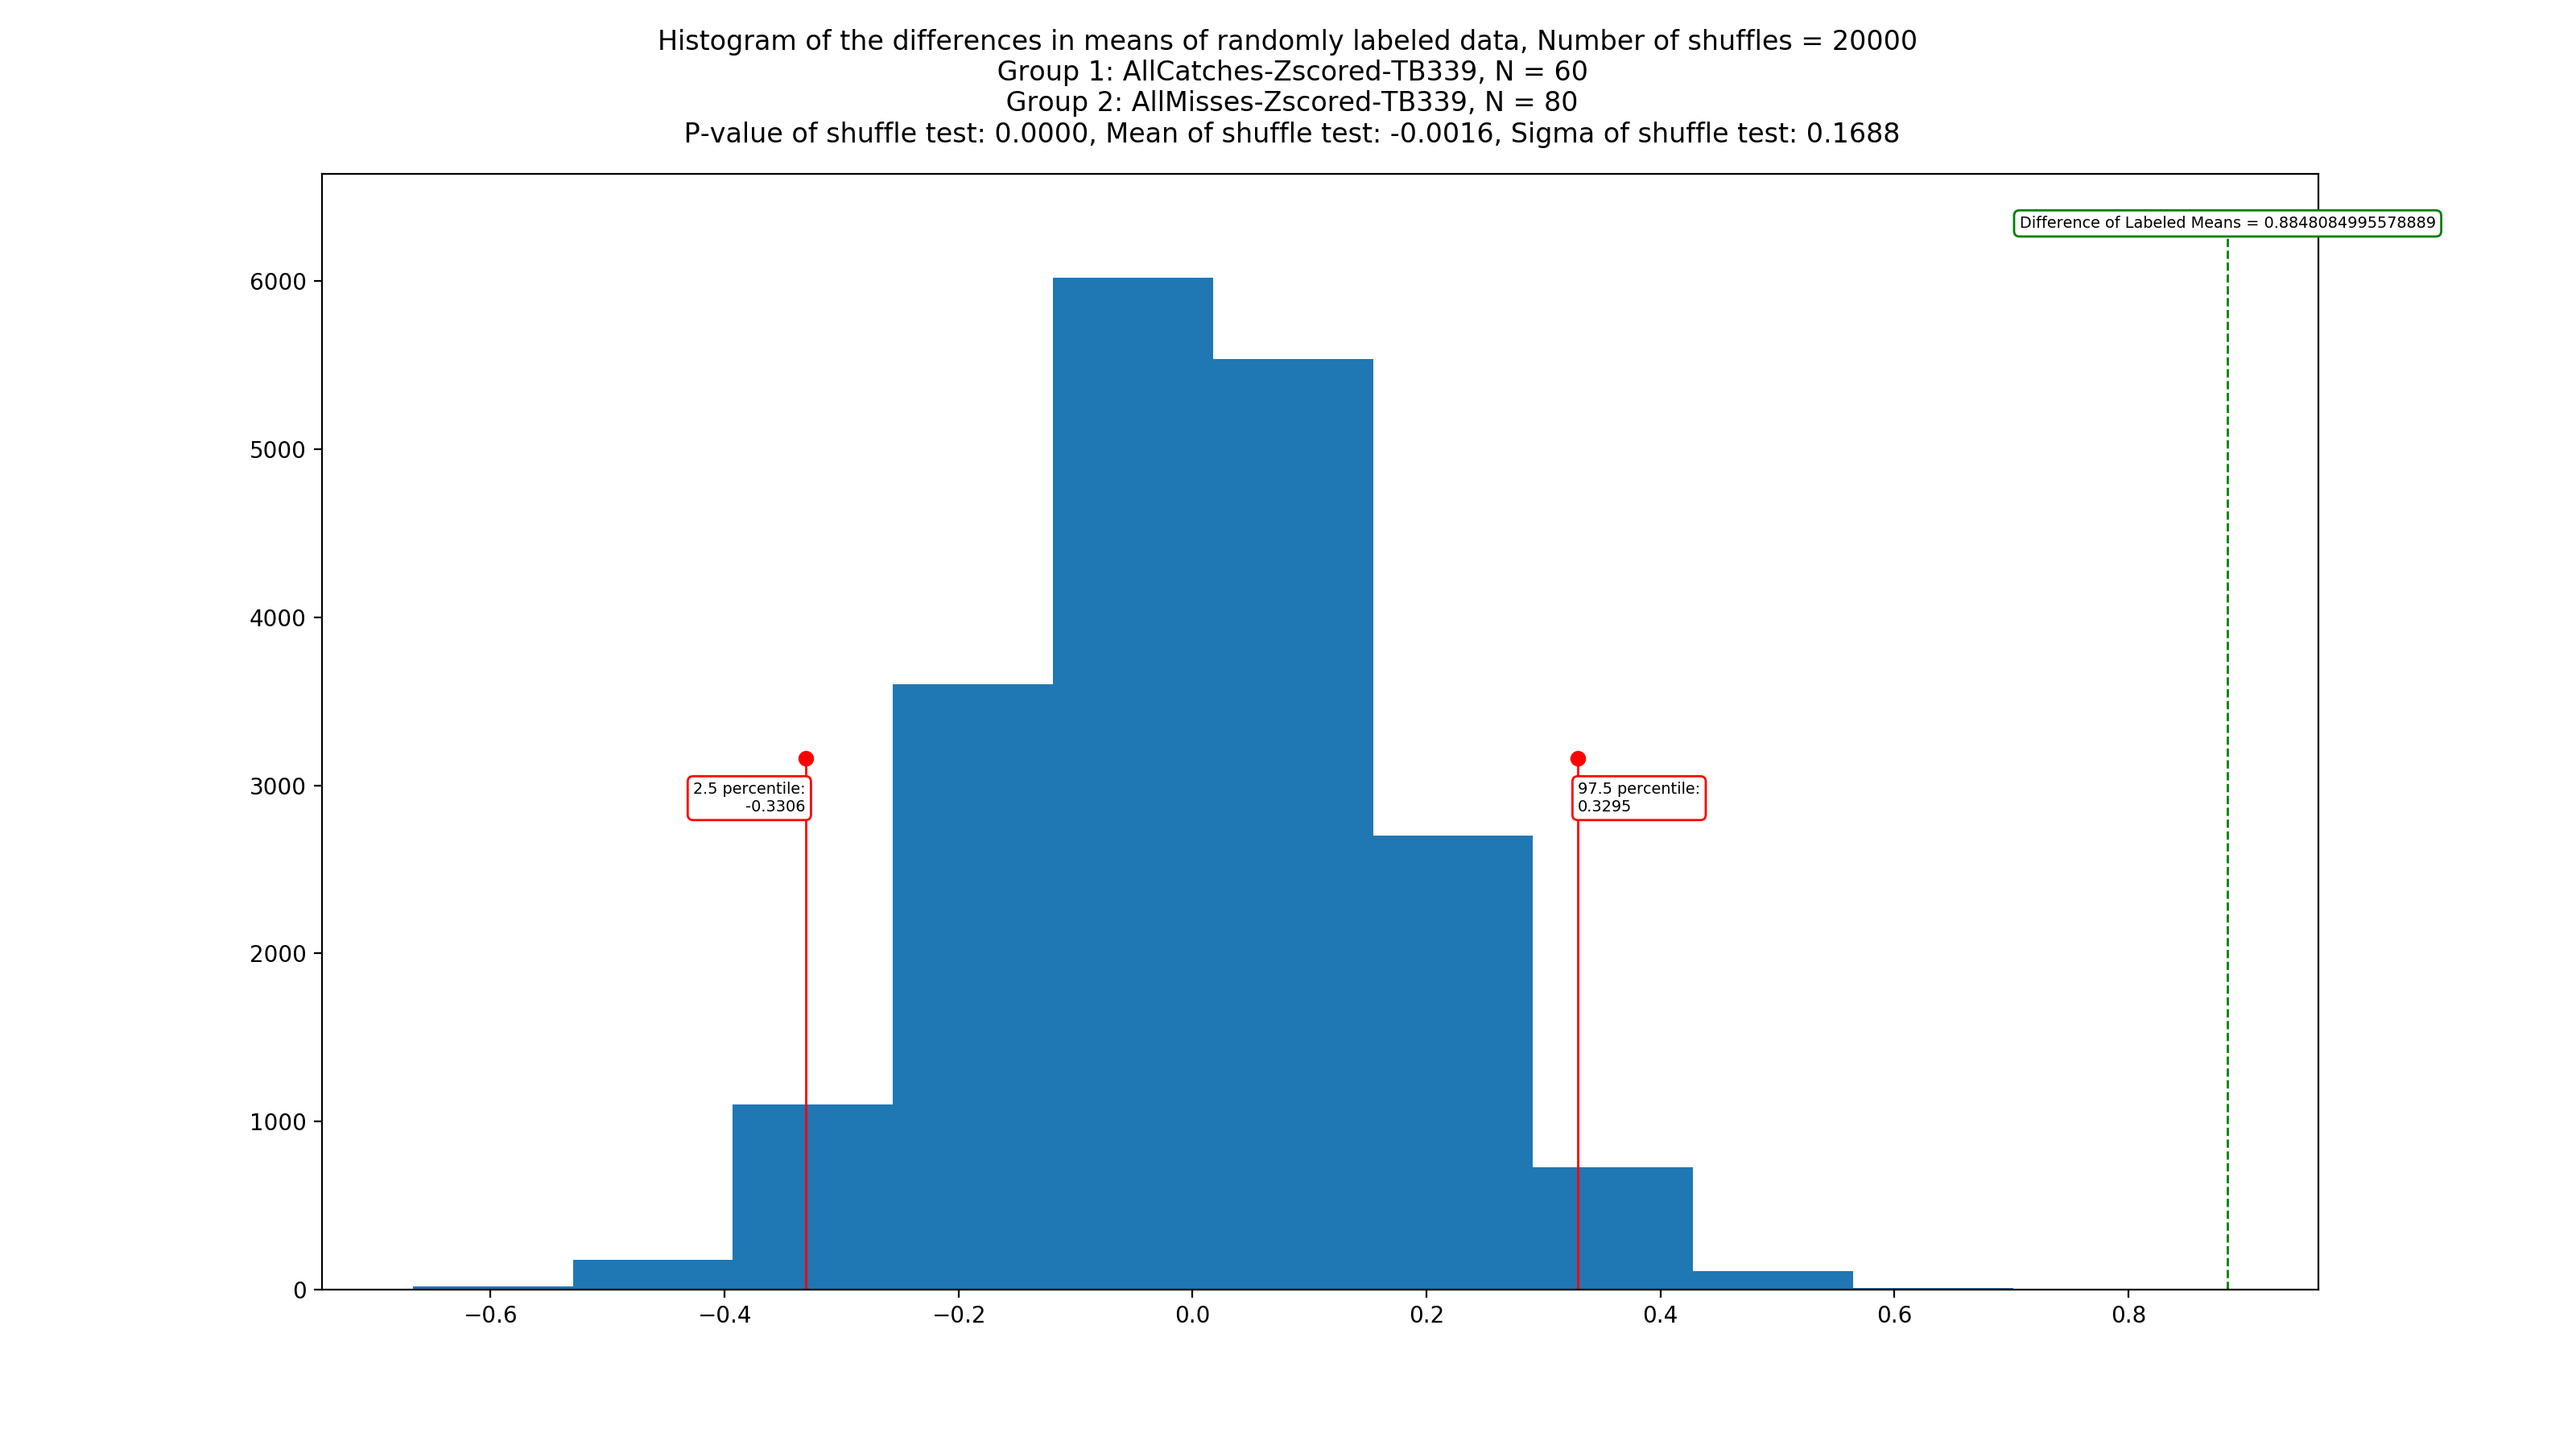 Histogram of the differences in means of randomly labeled data, Number of shuffles = 20000
Group 1: AllCatches-Zscored-TB339, N = 60
Group 2: AllMisses-Zscored-TB339, N = 80
P-value of shuffle test: 0.0000, Mean of shuffle test: -0.0016, Sigma of shuffle test: 0.1688
Difference of Labeled Means = 0.8848084995578889
6000
5000
4000
3000
2000
1000
0
2.5 percentile:
-0.3306
97.5 percentile:
0.3295
−0.6
−0.4
−0.2
0.0
0.2
0.4
0.6
0.8